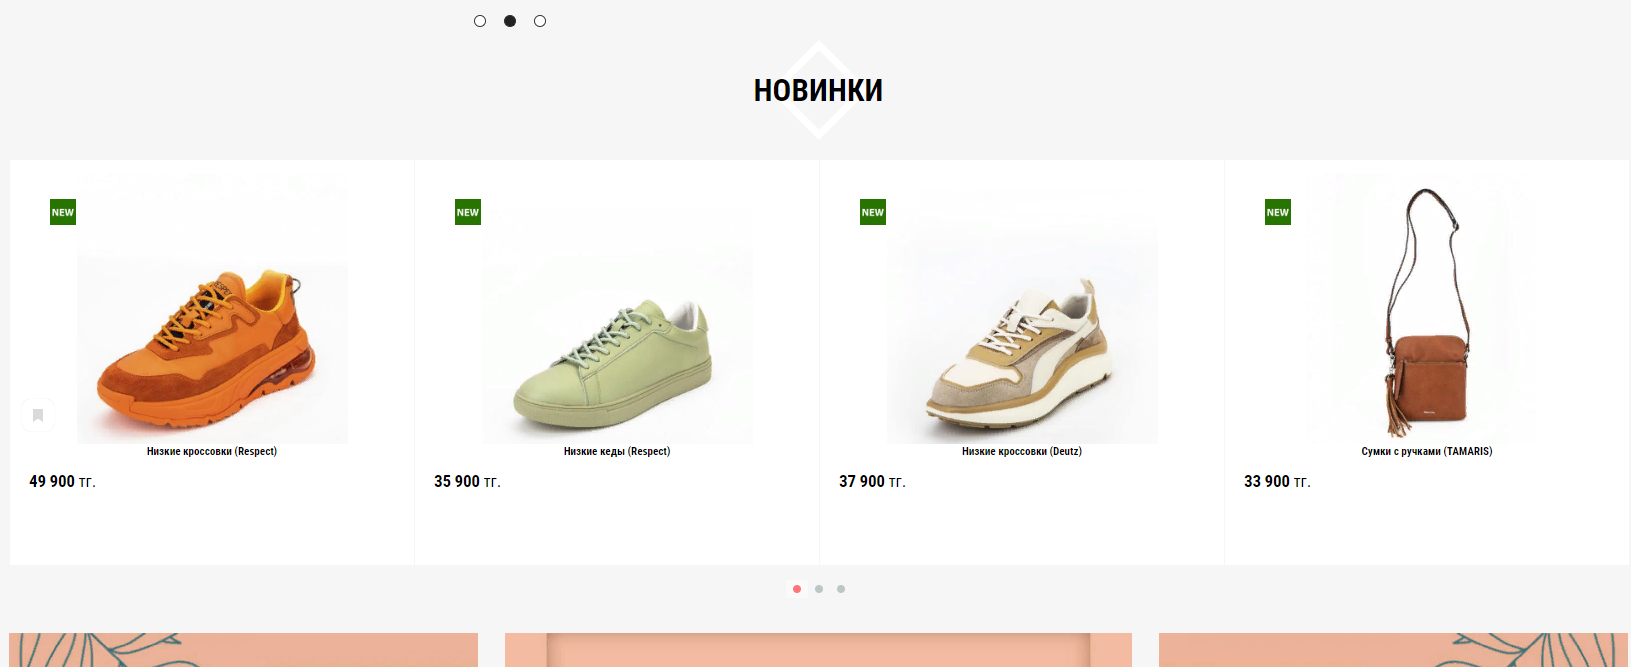 НОВИНКИ
NEW
NEW
NEW
NEW
RESPEC
Низкие кроссовки (Respect)
Низкие кеды (Respect)
Низкие кроссовки (Deutz)
Сумки с ручками (TAMARIS)
49 900 тг.
35 900 тг.
37 900 тг.
33 900 тг.